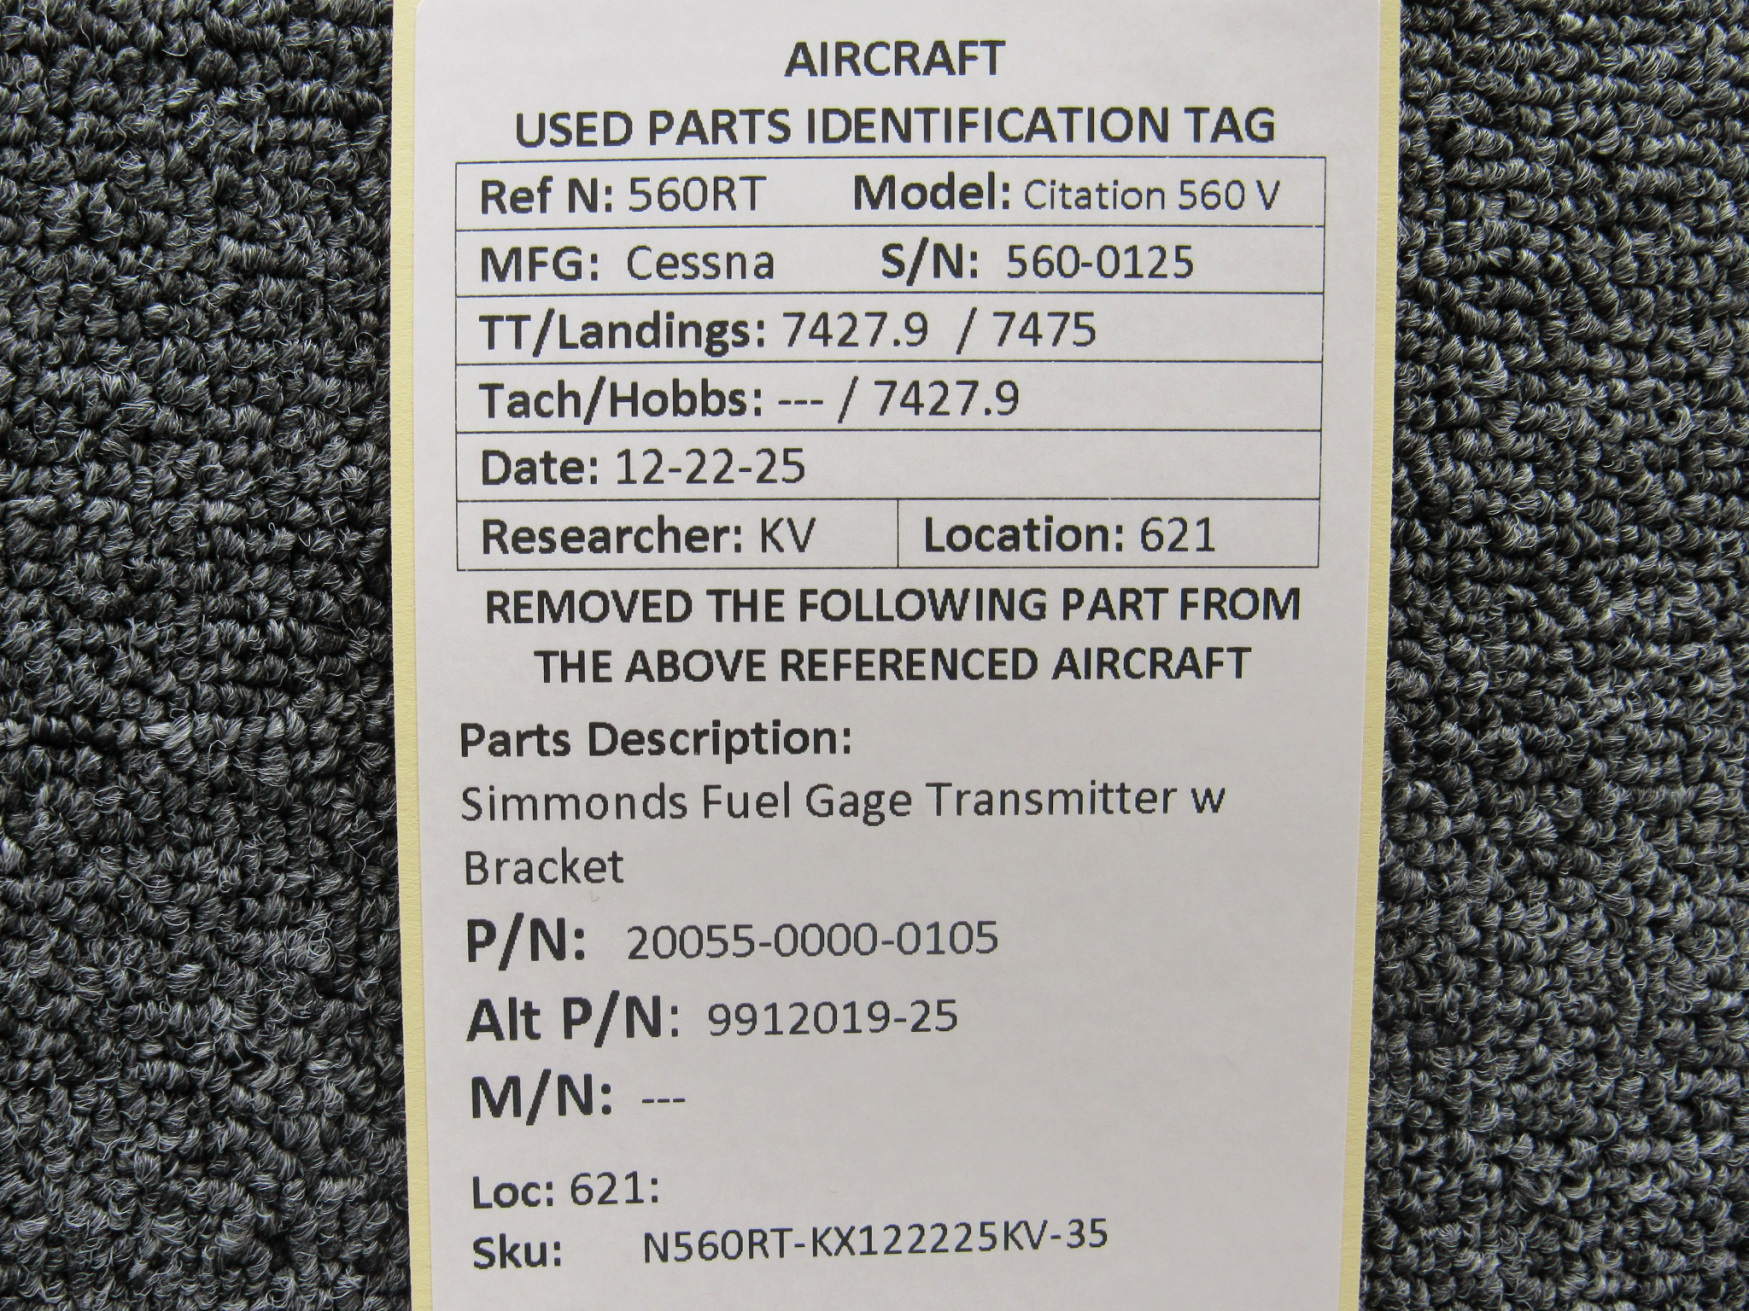 AIRCRAFT
USED PARTS IDENTIFICATION TAG
Ref N: 560RT Model: Citation 560 V
MFG: Cessna S/N: 560-0125
TT/Landings: 7427.9 / 7475
Tach/Hobbs: --- / 7427.9
Date: 12-22-25
Researcher: KV Location: 621
REMOVED THE FOLLOWING PART FROM
THE ABOVE REFERENCED AIRCRAFT
Parts Description:
Simmonds Fuel Gage Transmitter w
Bracket
P/N: 20055-0000-0105
Alt P/N: 9912019-25
M/N: ---
Loc: 621:
Sku: N560RT-KX122225KV-35